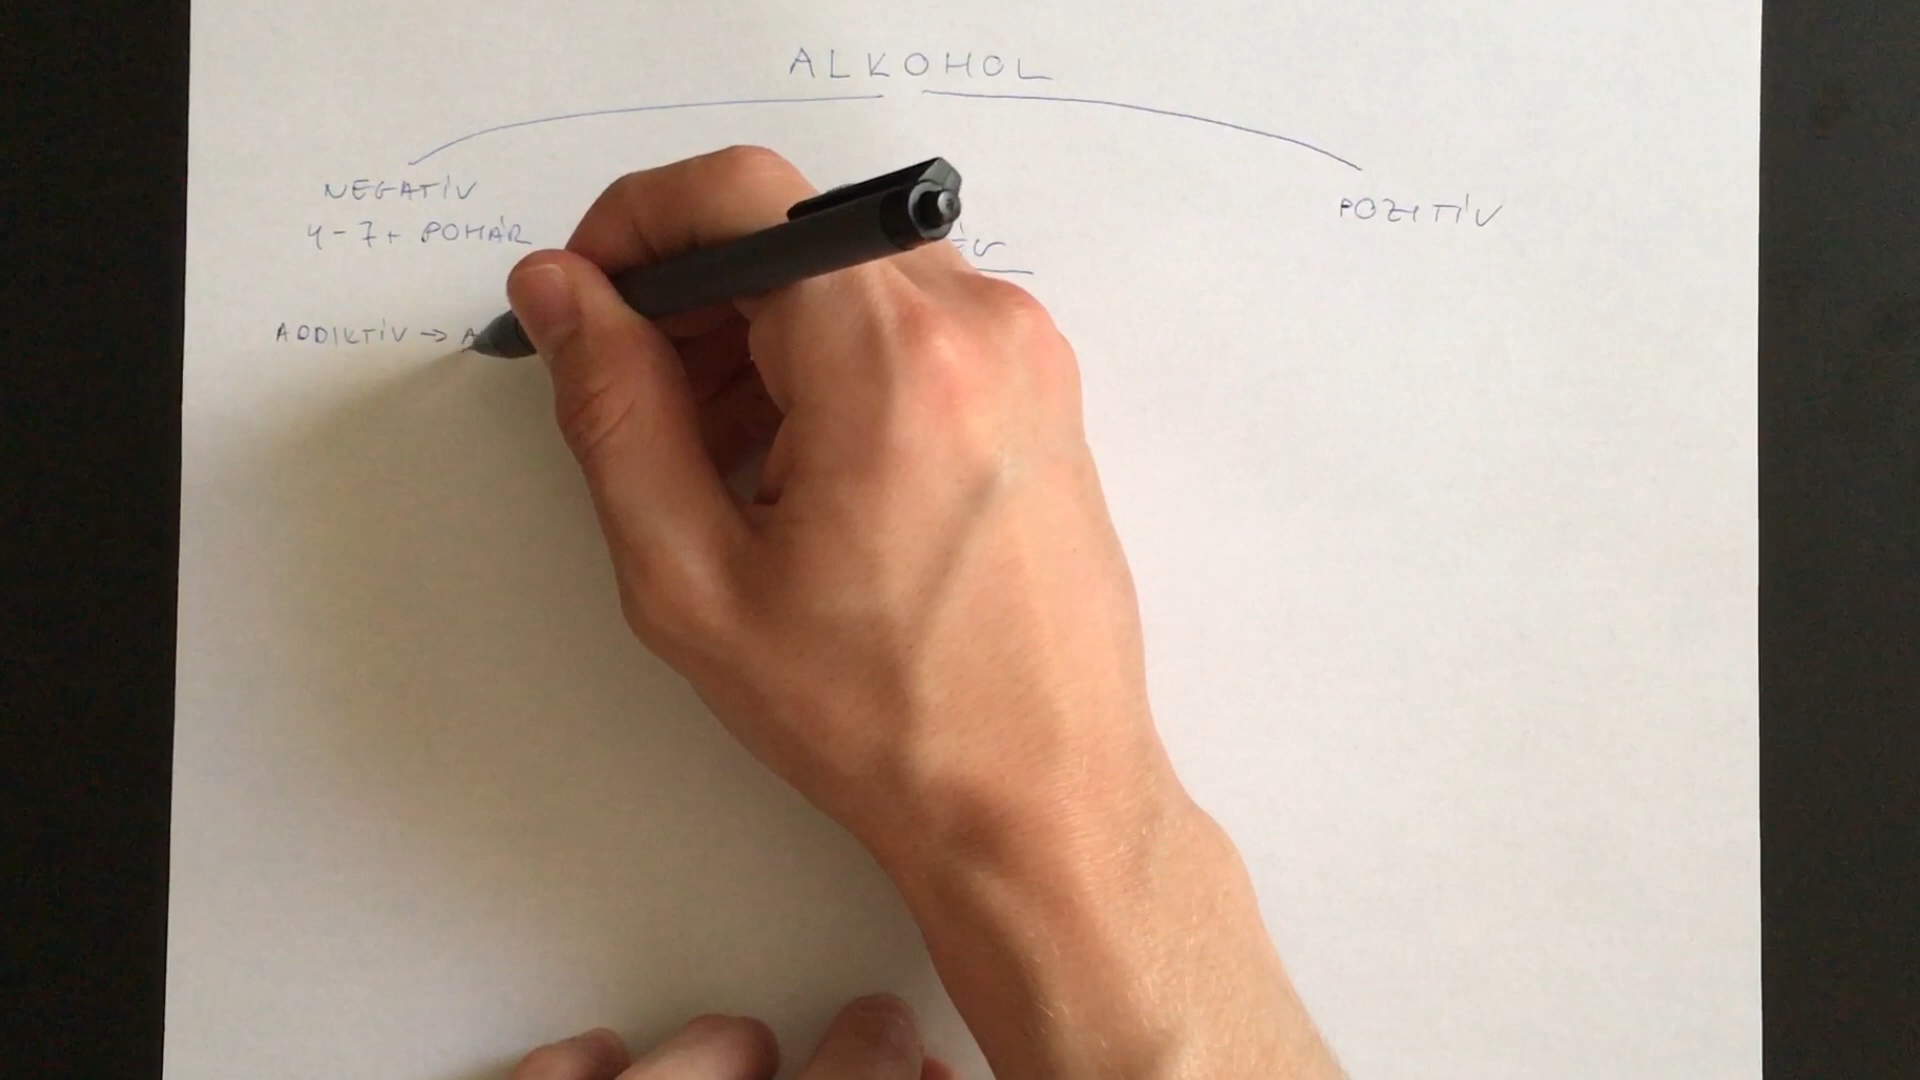 ALKOHOL
NEGATÍV
POZITÍV
4-7+ POHÁR
ADDIKTÍV → A